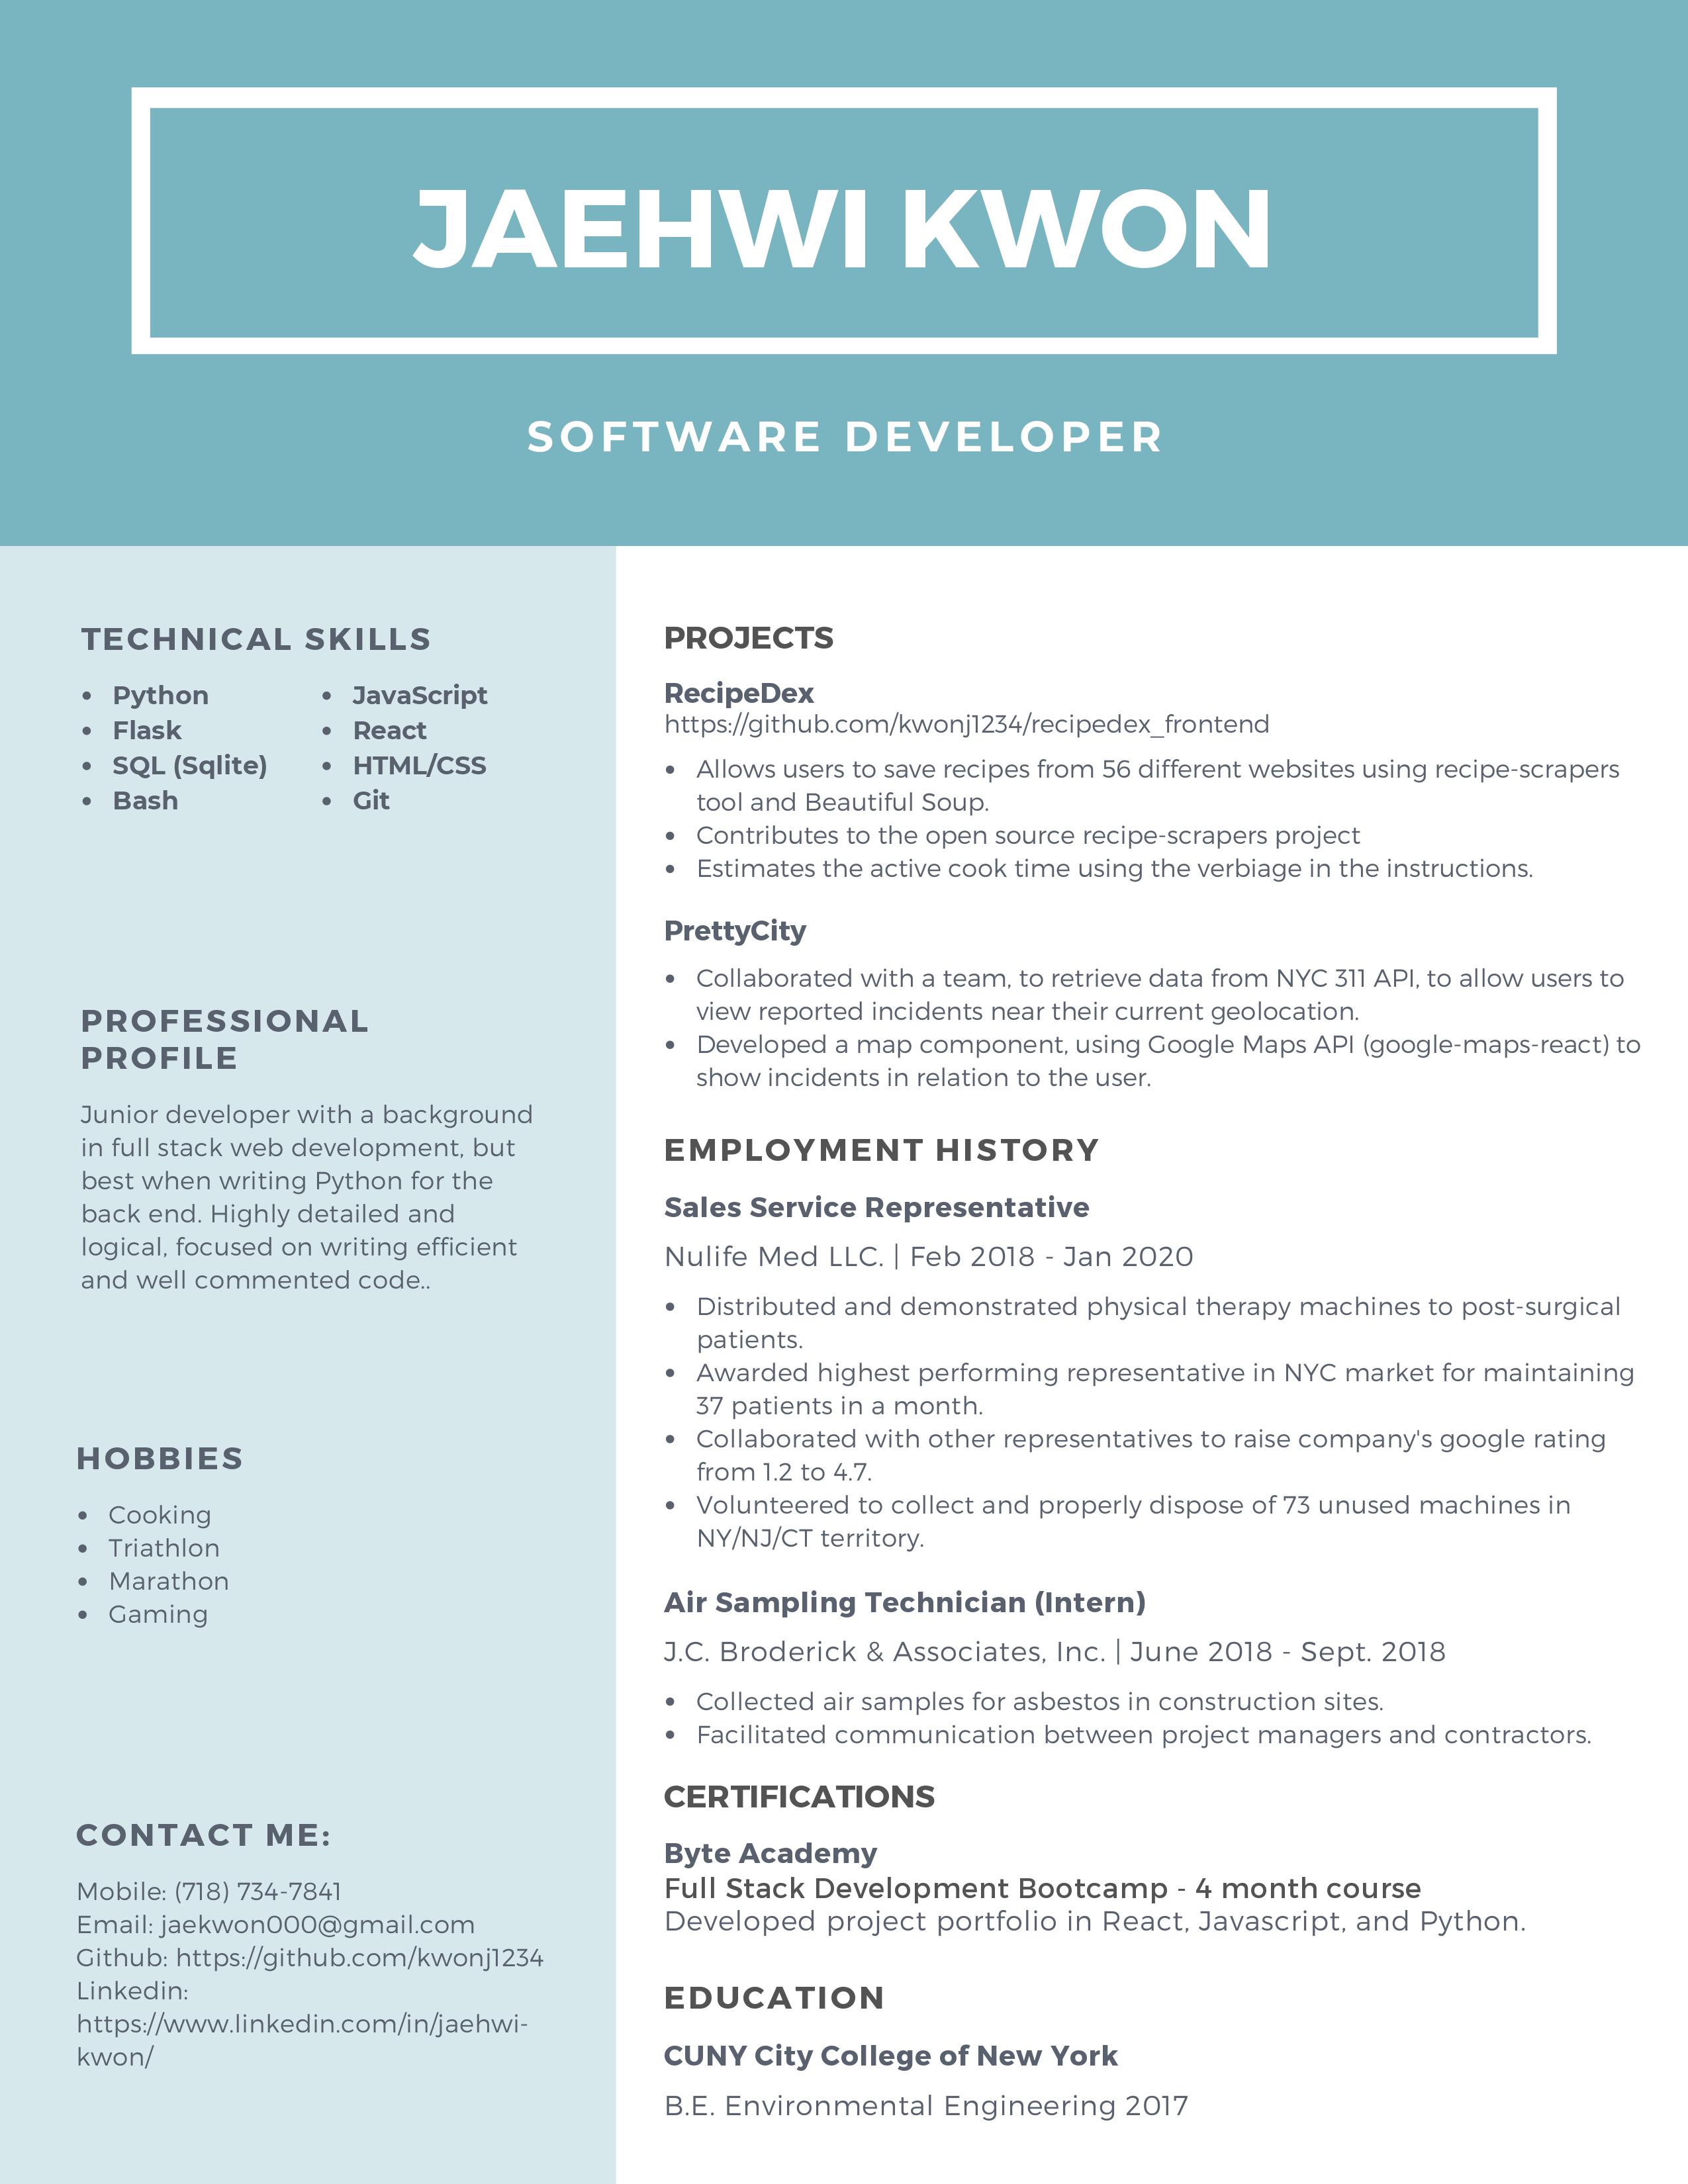 JAEHWI KWON
SOFTWARE DEVELOPER
TECHNICAL SKILLS
• Python
• Flask
• SQL (Sqlite)
• Bash
• JavaScript
• React
• HTML/CSS
• Git
PROFESSIONAL
PROFILE
Junior developer with a background
in full stack web development, but
best when writing Python for the
back end. Highly detailed and
logical, focused on writing efficient
and well commented code..
HOBBIES
• Cooking
• Triathlon
• Marathon
• Gaming
CONTACT ME:
Mobile: (718) 734-7841
Email: jaekwon000@gmail.com
Github: https://github.com/kwonj1234
Linkedin:
https://www.linkedin.com/in/jaehwi-
kwon/
PROJECTS
RecipeDex
https://github.com/kwonj1234/recipedex_frontend
• Allows users to save recipes from 56 different websites using recipe-scrapers
tool and Beautiful Soup.
• Contributes to the open source recipe-scrapers project
• Estimates the active cook time using the verbiage in the instructions.
PrettyCity
• Collaborated with a team, to retrieve data from NYC 311 API, to allow users to
view reported incidents near their current geolocation.
• Developed a map component, using Google Maps API (google-maps-react) to
show incidents in relation to the user.
EMPLOYMENT HISTORY
Sales Service Representative
Nulife Med LLC. | Feb 2018 - Jan 2020
• Distributed and demonstrated physical therapy machines to post-surgical
patients.
• Awarded highest performing representative in NYC market for maintaining
37 patients in a month.
• Collaborated with other representatives to raise company's google rating
from 1.2 to 4.7.
• Volunteered to collect and properly dispose of 73 unused machines in
NY/NJ/CT territory.
Air Sampling Technician (Intern)
J.C. Broderick & Associates, Inc. | June 2018 - Sept. 2018
• Collected air samples for asbestos in construction sites.
• Facilitated communication between project managers and contractors.
CERTIFICATIONS
Byte Academy
Full Stack Development Bootcamp - 4 month course
Developed project portfolio in React, Javascript, and Python.
EDUCATION
CUNY City College of New York
B.E. Environmental Engineering 2017